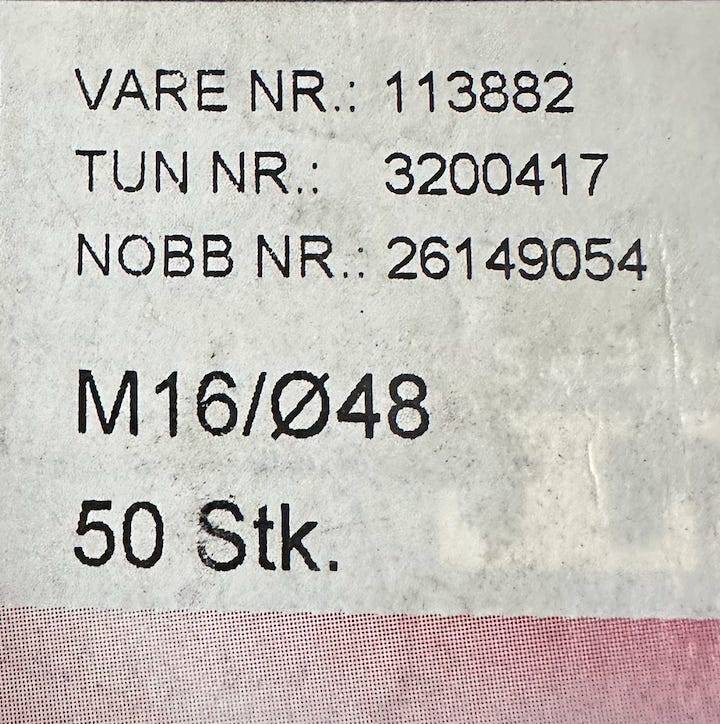 VARE NR.: 113882
TUN NR.: 3200417
NOBB NR.: 26149054
M16/Ø48
50 Stk.